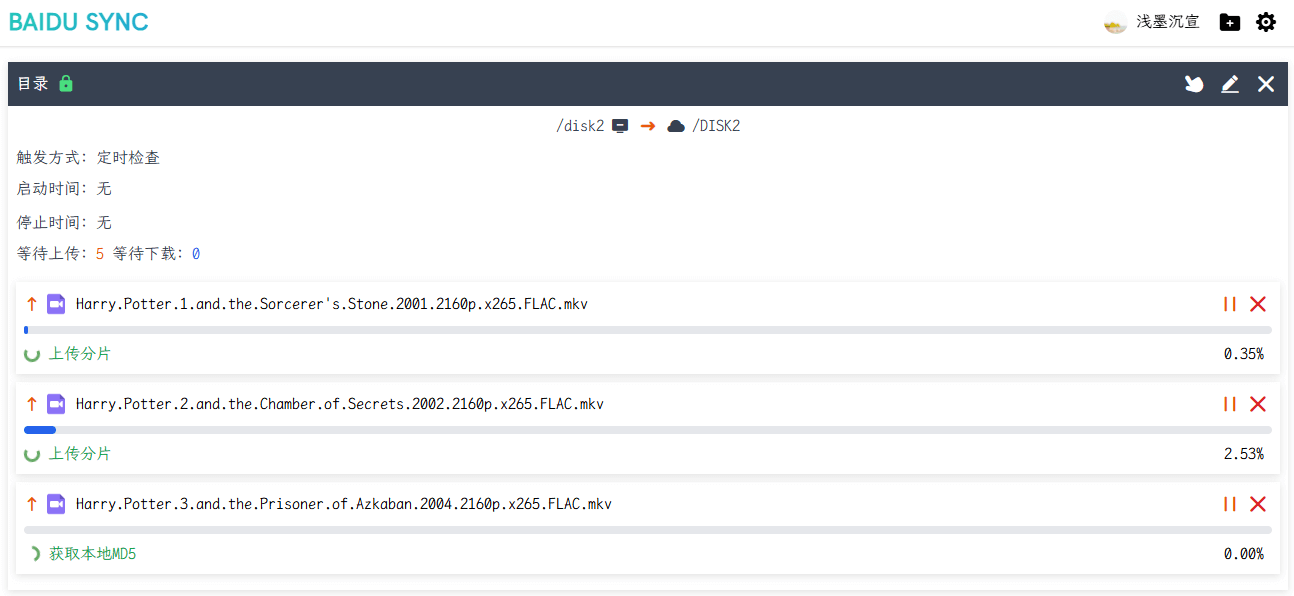 BAIDU SYNC 浅墨沉宣
目录
/disk2 /DISK2
触发方式: 定时检查
启动时间: 无
停止时间: 无
等待上传: 5 等待下载: 0
Harry.Potter.1.and.the.Sorcerer's.Stone.2001.2160p.x265.FLAC.mkv
上传分片 0.35%
Harry.Potter.2.and.the.Chamber.of.Secrets.2002.2160p.x265.FLAC.mkv
上传分片 2.53%
Harry.Potter.3.and.the.Prisoner.of.Azkaban.2004.2160p.x265.FLAC.mkv
获取本地MD5 0.00%